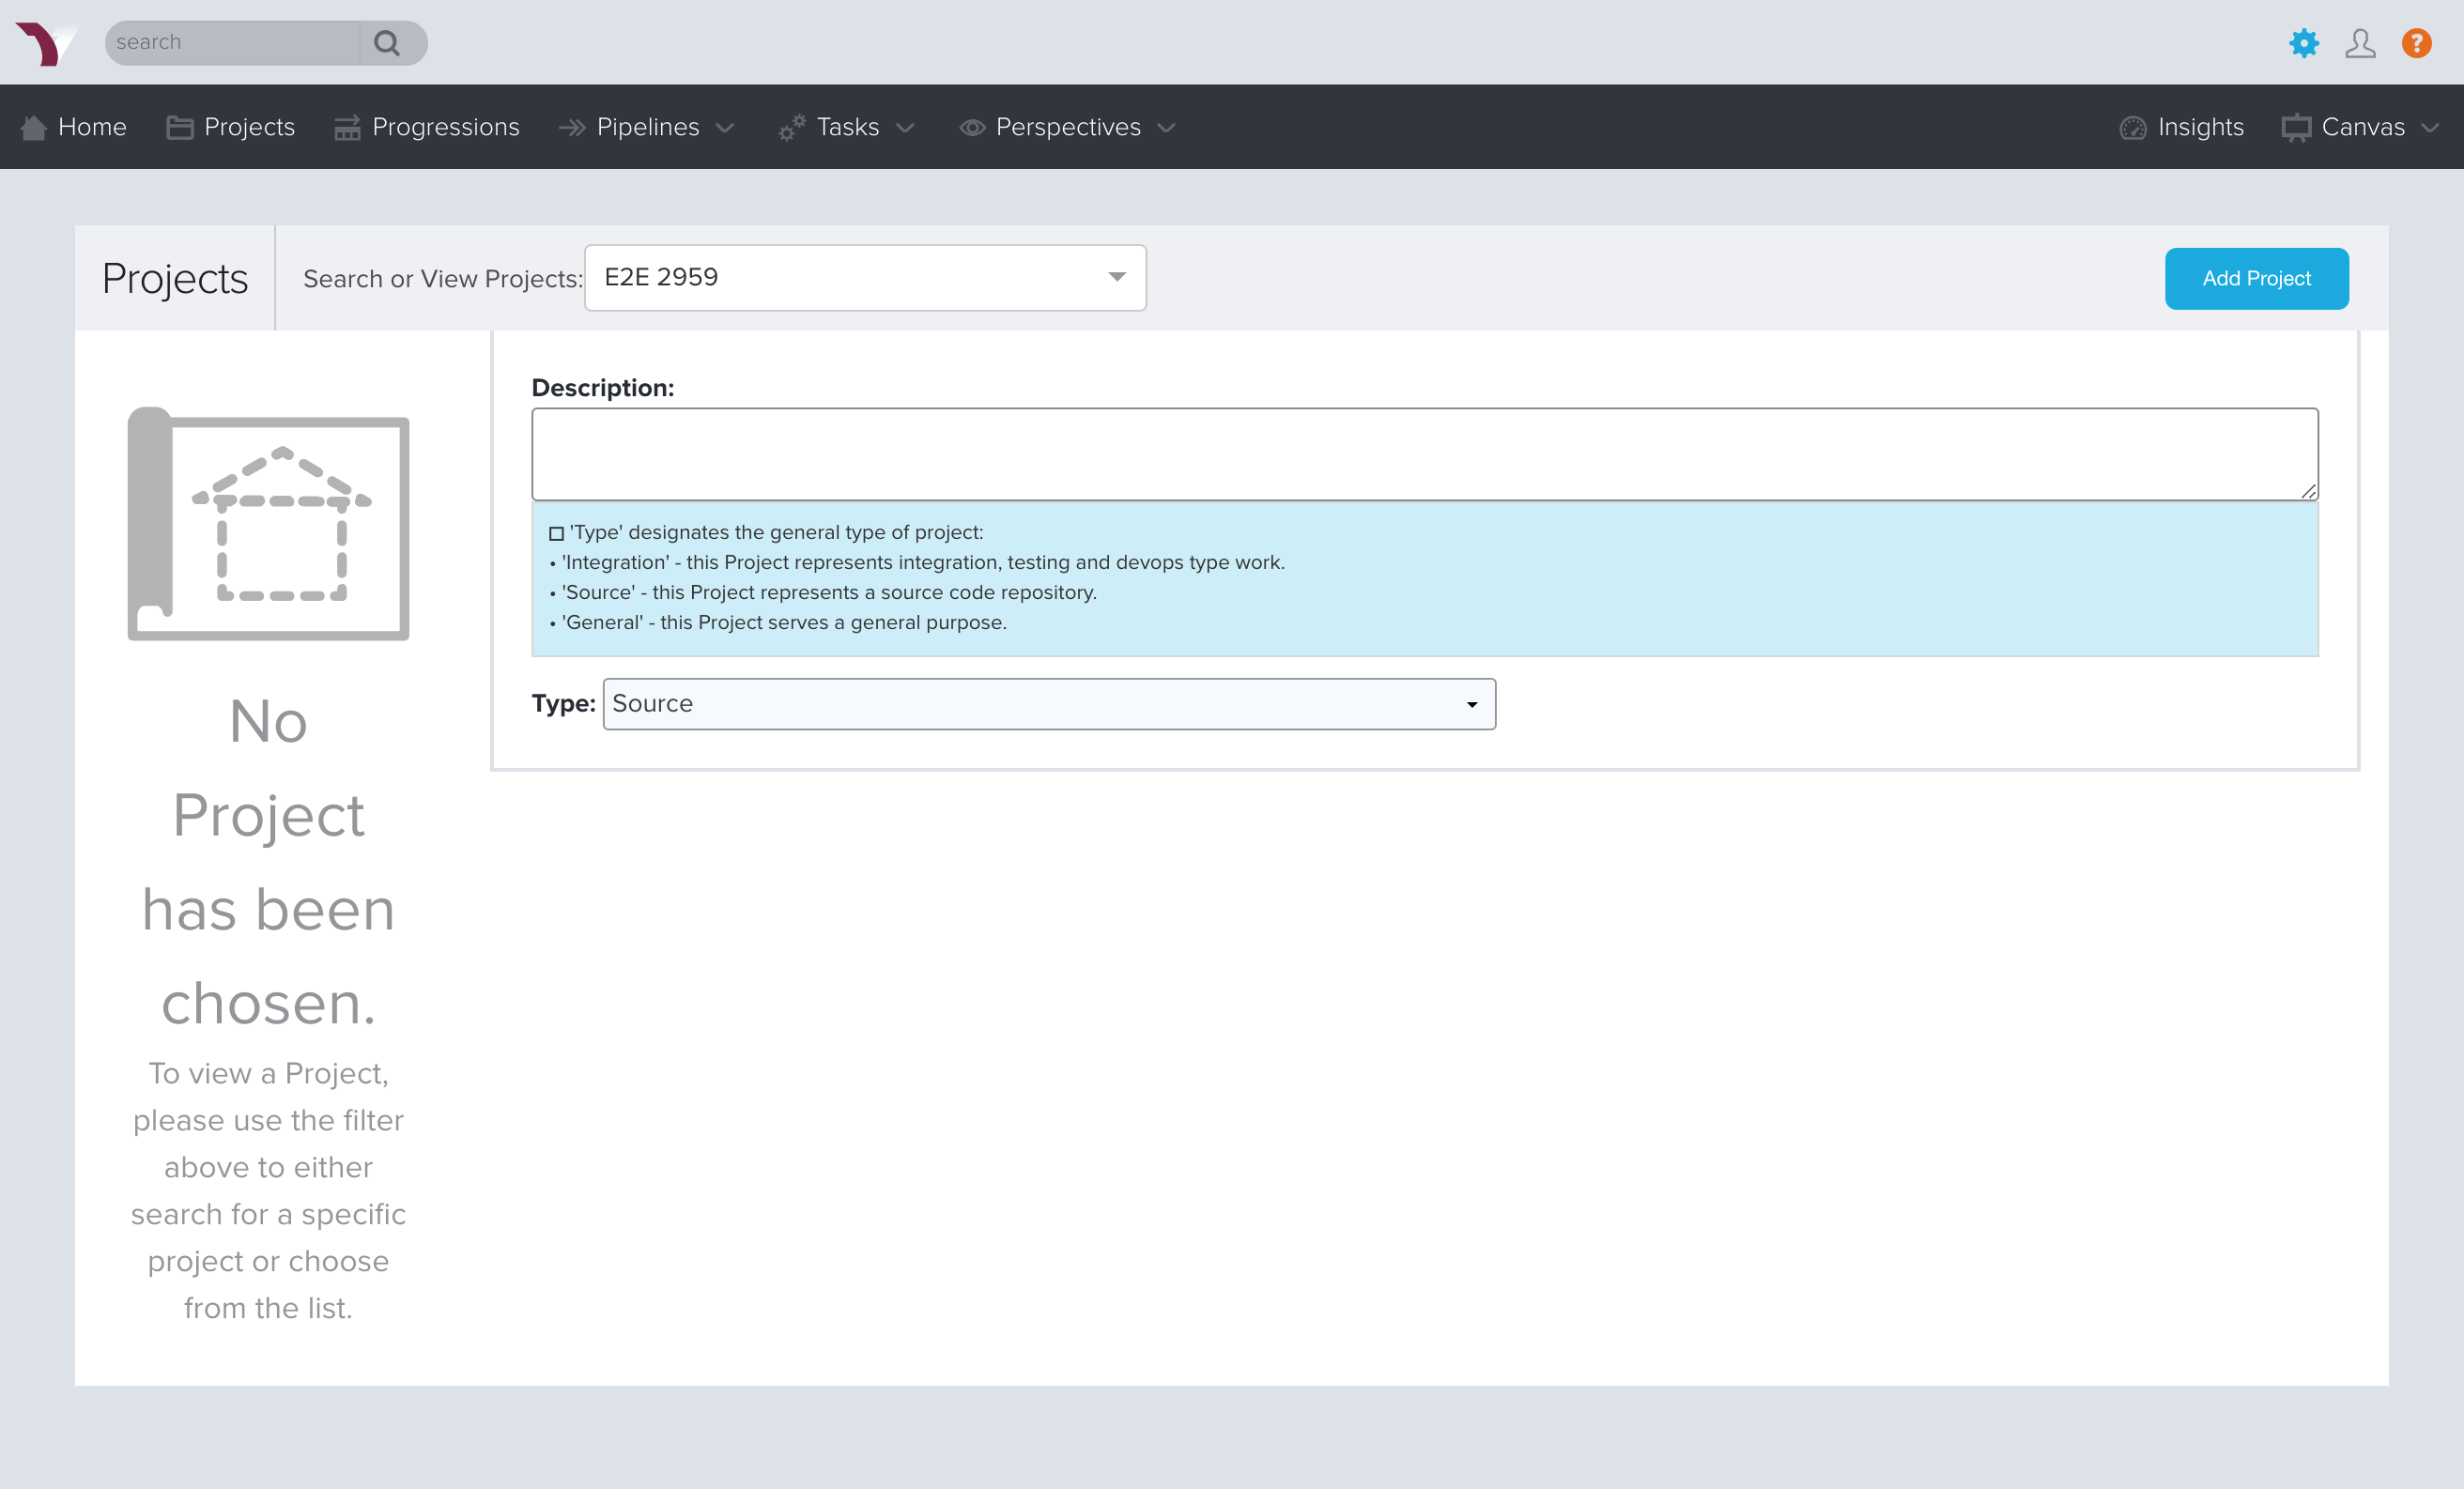 search
?
Home Projects Progressions Pipelines Tasks Perspectives Insights Canvas
Projects
Search or View Projects: E2E 2959
Add Project
Description:
☐ 'Type' designates the general type of project:
• 'Integration' - this Project represents integration, testing and devops type work.
• 'Source' - this Project represents a source code repository.
• 'General' - this Project serves a general purpose.
Type: Source
No
Project
has been
chosen.
To view a Project,
please use the filter
above to either
search for a specific
project or choose
from the list.